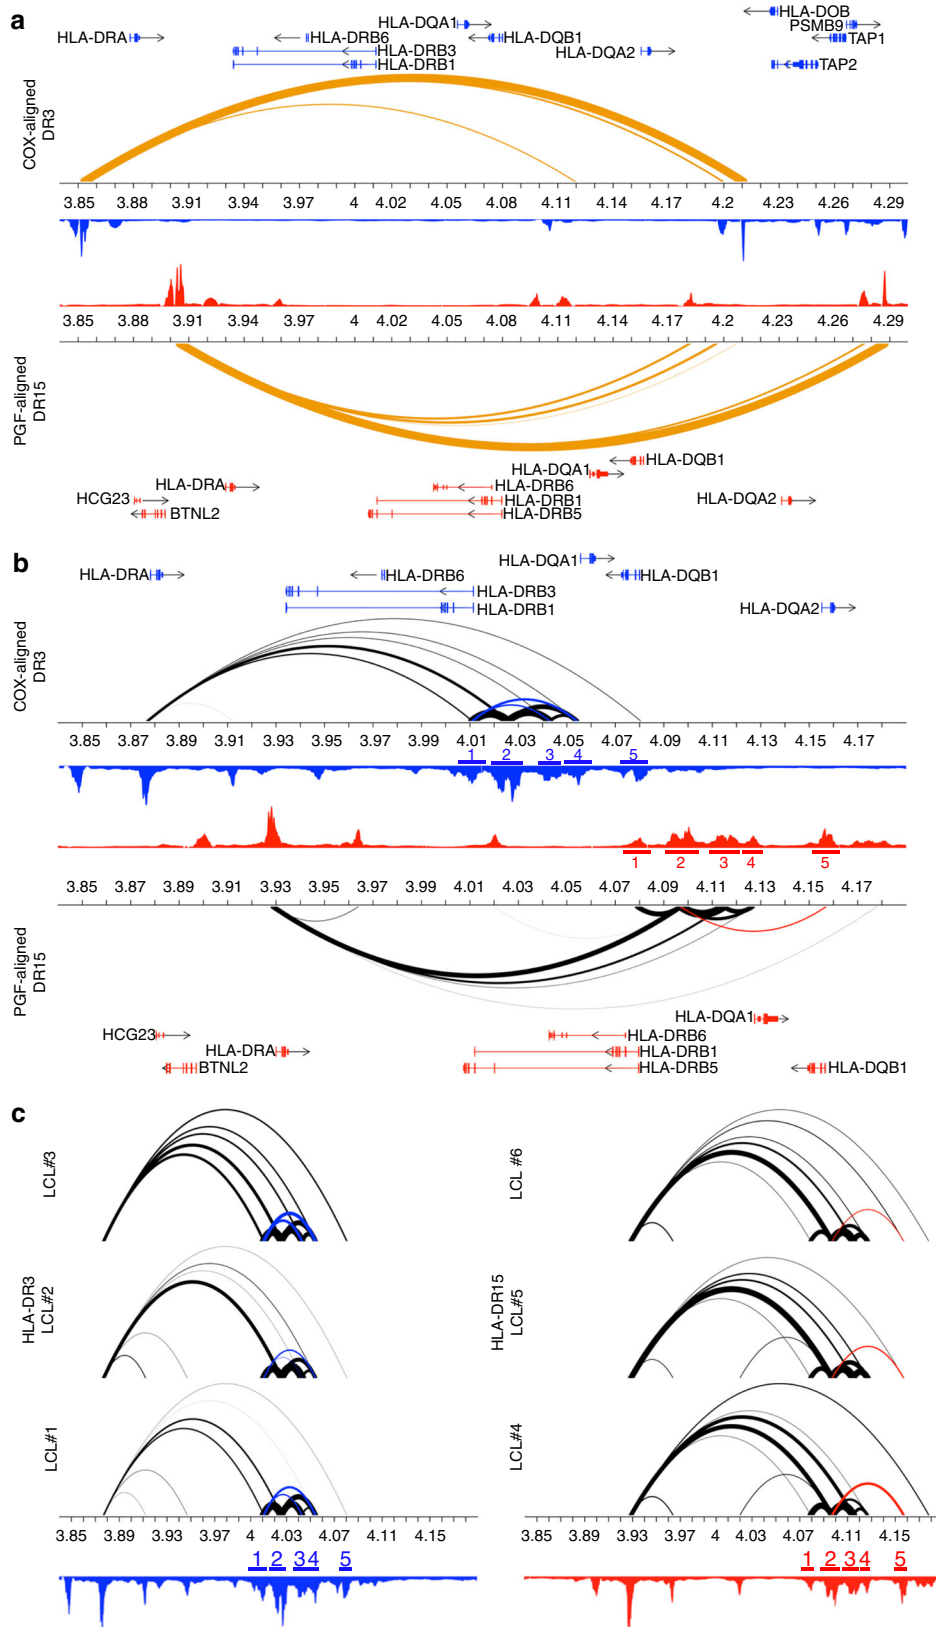 a
HLA-DRA
HLA-DRB6
HLA-DRB3
HLA-DRB1
HLA-DQA1
HLA-DQB1
HLA-DQA2
HLA-DOB
PSMB9
TAP1
TAP2
COX-aligned
DR3
3.85 3.88 3.91 3.94 3.97 4 4.02 4.05 4.08 4.11 4.14 4.17 4.2 4.23 4.26 4.29
3.85 3.88 3.91 3.94 3.97 4 4.02 4.05 4.08 4.11 4.14 4.17 4.2 4.23 4.26 4.29
PGF-aligned
DR15
HCG23
BTNL2
HLA-DRA
HLA-DQA1
HLA-DRB6
HLA-DRB1
HLA-DRB5
HLA-DQB1
HLA-DQA2
b
HLA-DRA
HLA-DRB6
HLA-DRB3
HLA-DRB1
HLA-DQA1
HLA-DQB1
HLA-DQA2
COX-aligned
DR3
3.85 3.87 3.89 3.91 3.93 3.95 3.97 3.99 4.01 4.03 4.05 4.07 4.09 4.11 4.13 4.15 4.17
1 2 3 4 5
1 2 3 4 5
3.85 3.87 3.89 3.91 3.93 3.95 3.97 3.99 4.01 4.03 4.05 4.07 4.09 4.11 4.13 4.15 4.17
PGF-aligned
DR15
HCG23
BTNL2
HLA-DRA
HLA-DQA1
HLA-DRB6
HLA-DRB1
HLA-DRB5
HLA-DQB1
c
LCL#3
HLA-DR3
LCL#2
LCL#1
3.85 3.89 3.93 3.97 4 4.03 4.07 4.11 4.15
1 2 3 4 5
LCL #6
HLA-DR15
LCL#5
LCL#4
3.85 3.89 3.93 3.97 4 4.03 4.07 4.11 4.15
1 2 3 4 5